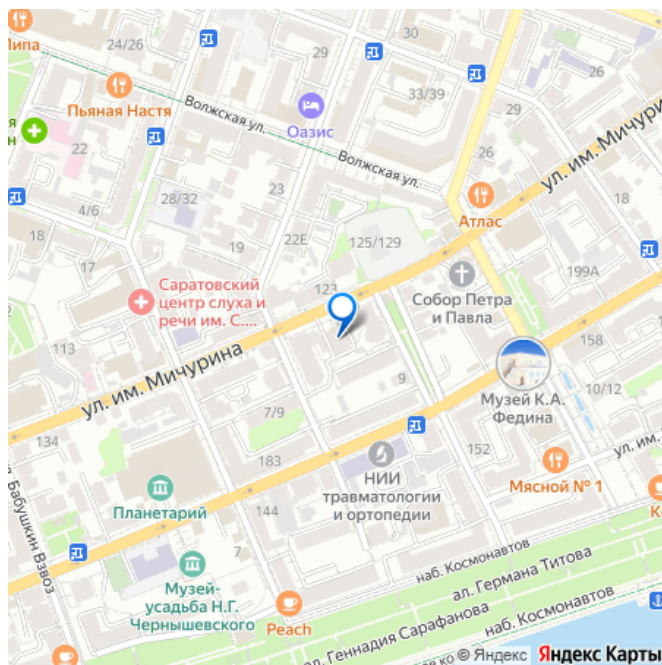 24/26
30
Пьяная Настя
29
33/39
26
Волжская ул.
Оазис
29
22
Волжская ул.
26
ул. им. Мичурин
28/32
23
Атлас
18
4/6
18
19
22Е
125/129
17
Саратовский
центр слуха и
речи им. С....
123
Собор Петра
и Павла
199А
113
ул. им. Мичурина
158
9
Музей К.А.
Федина
10/12
7/9
134
183
152
ул. им.
НИИ
травматологии
и ортопедии
Мясной № 1
Планетарий
144
Бабушкин Взвоз
7
Музей-
усадьба Н.Г.
Чернышевского
Peach
наб. Космонавтов
ал. Германа Титова
ал. Геннадия Сарафанова
наб. Космонавтов
© Яндекс Яндекс Карты